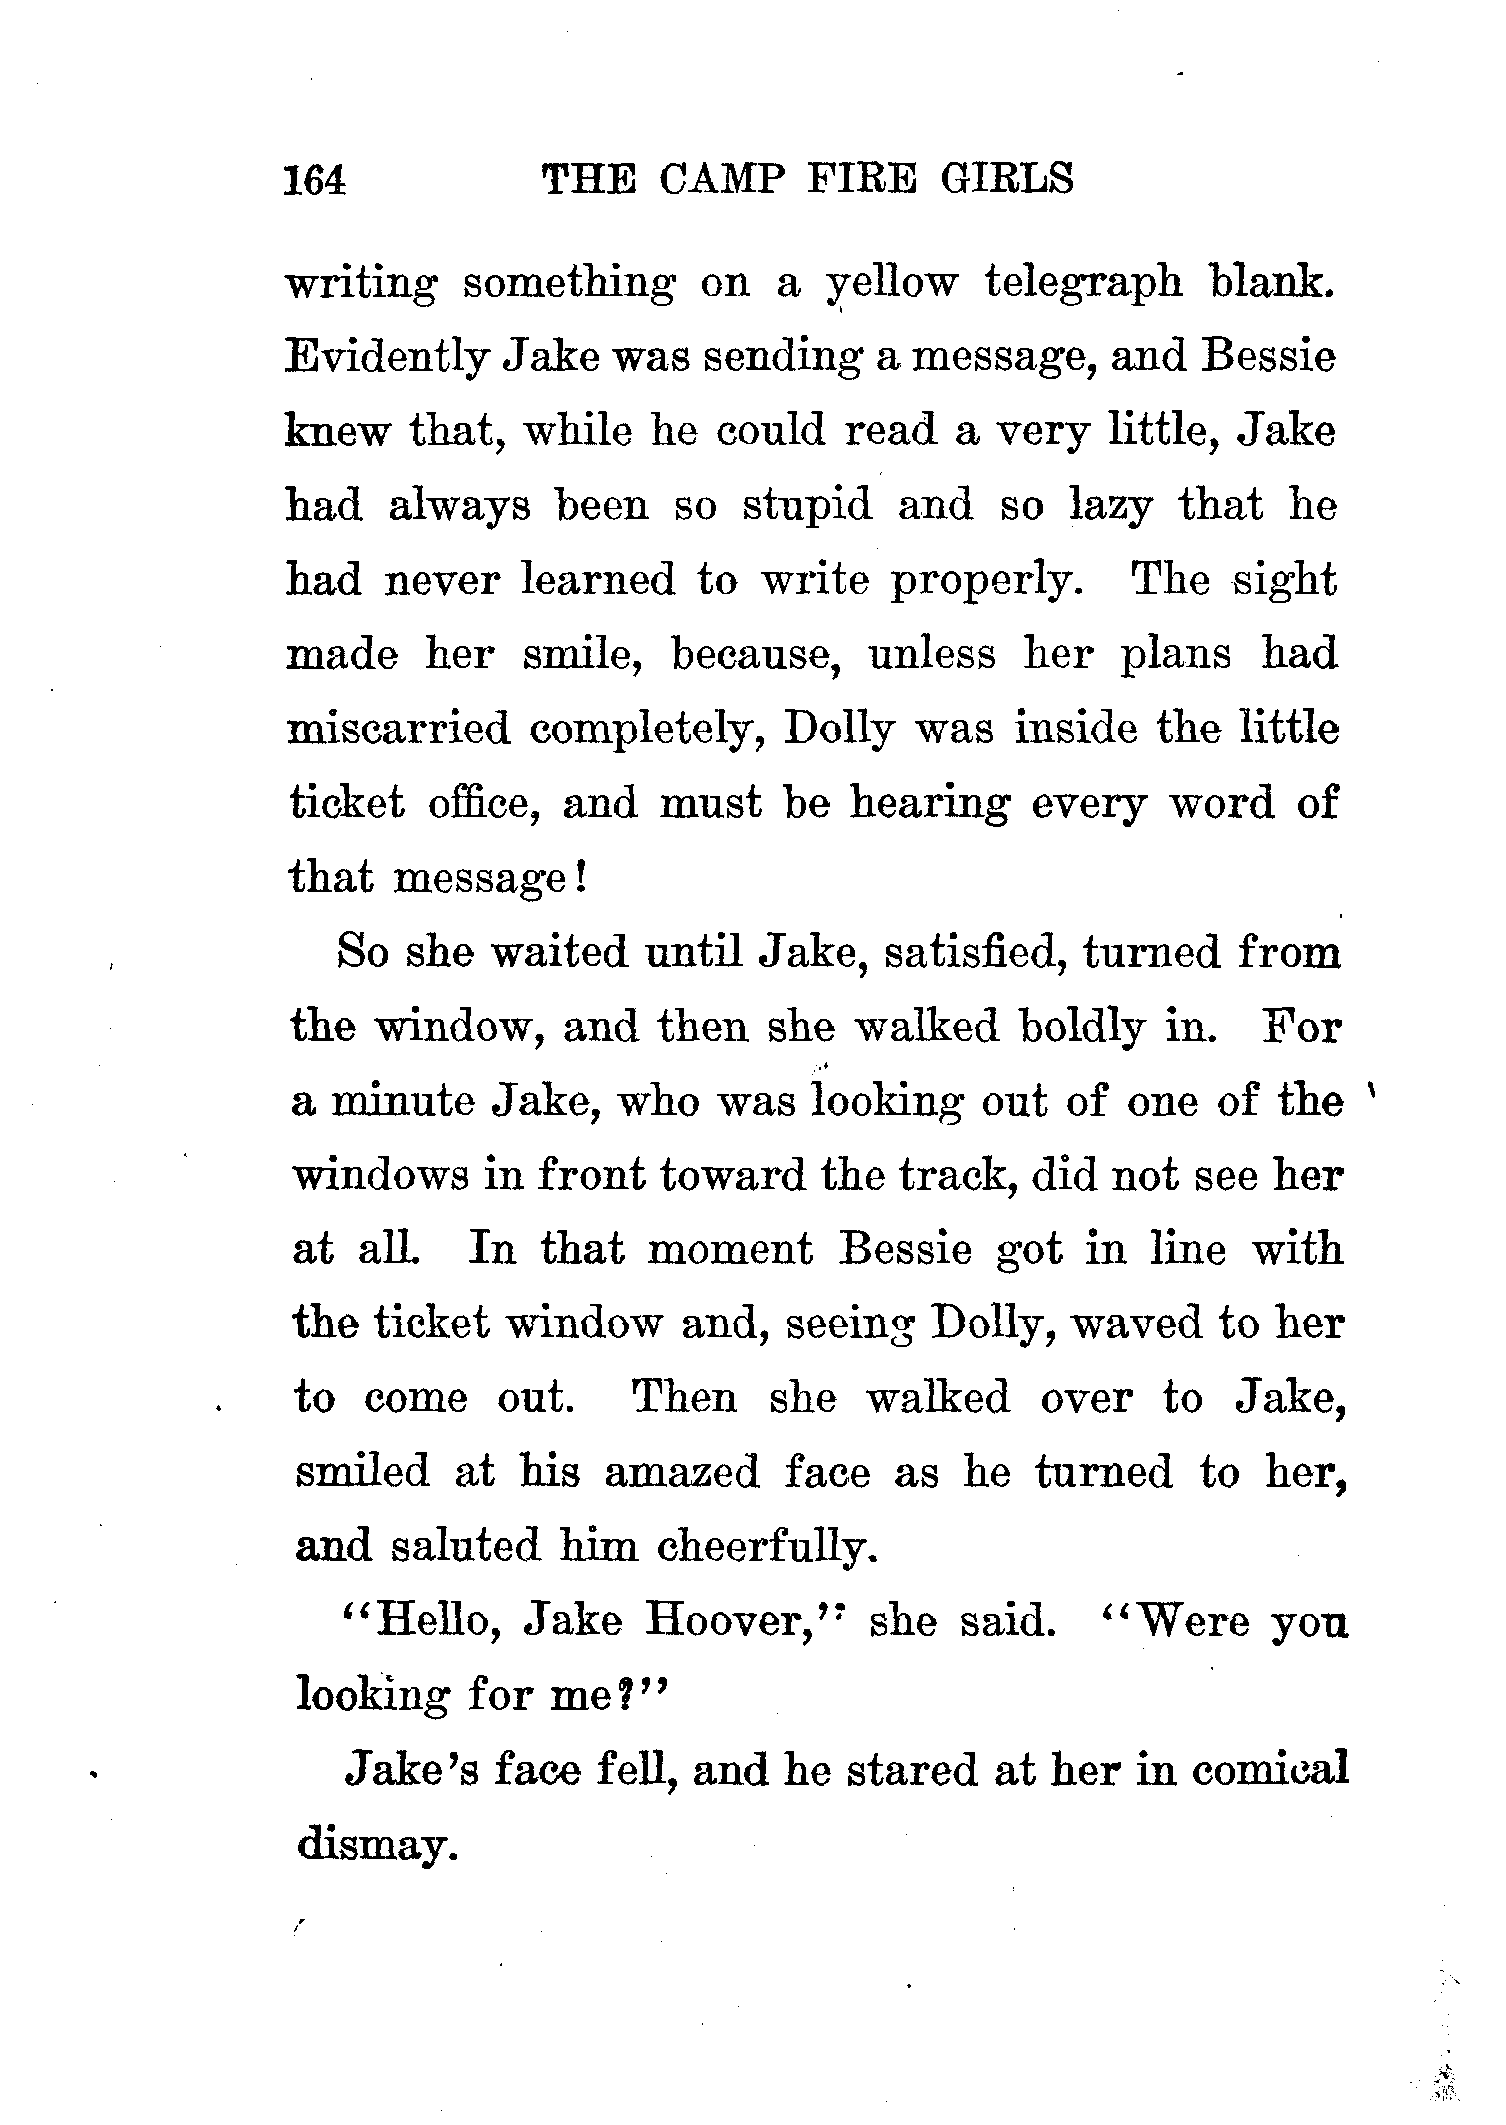 164 THE CAMP FIRE GIRLS
writing something on a yellow telegraph blank.
Evidently Jake was sending a message, and Bessie
knew that, while he could read a very little, Jake
had always been so stupid and so lazy that he
had never learned to write properly. The sight
made her smile, because, unless her plans had
miscarried completely, Dolly was inside the little
ticket office, and must be hearing every word of
that message!
So she waited until Jake, satisfied, turned from
the window, and then she walked boldly in. For
a minute Jake, who was looking out of one of the
windows in front toward the track, did not see her
at all. In that moment Bessie got in line with
the ticket window and, seeing Dolly, waved to her
to come out. Then she walked over to Jake,
smiled at his amazed face as he turned to her,
and saluted him cheerfully.
"Hello, Jake Hoover," she said. "Were you
looking for me?"
Jake's face fell, and he stared at her in comical
dismay.